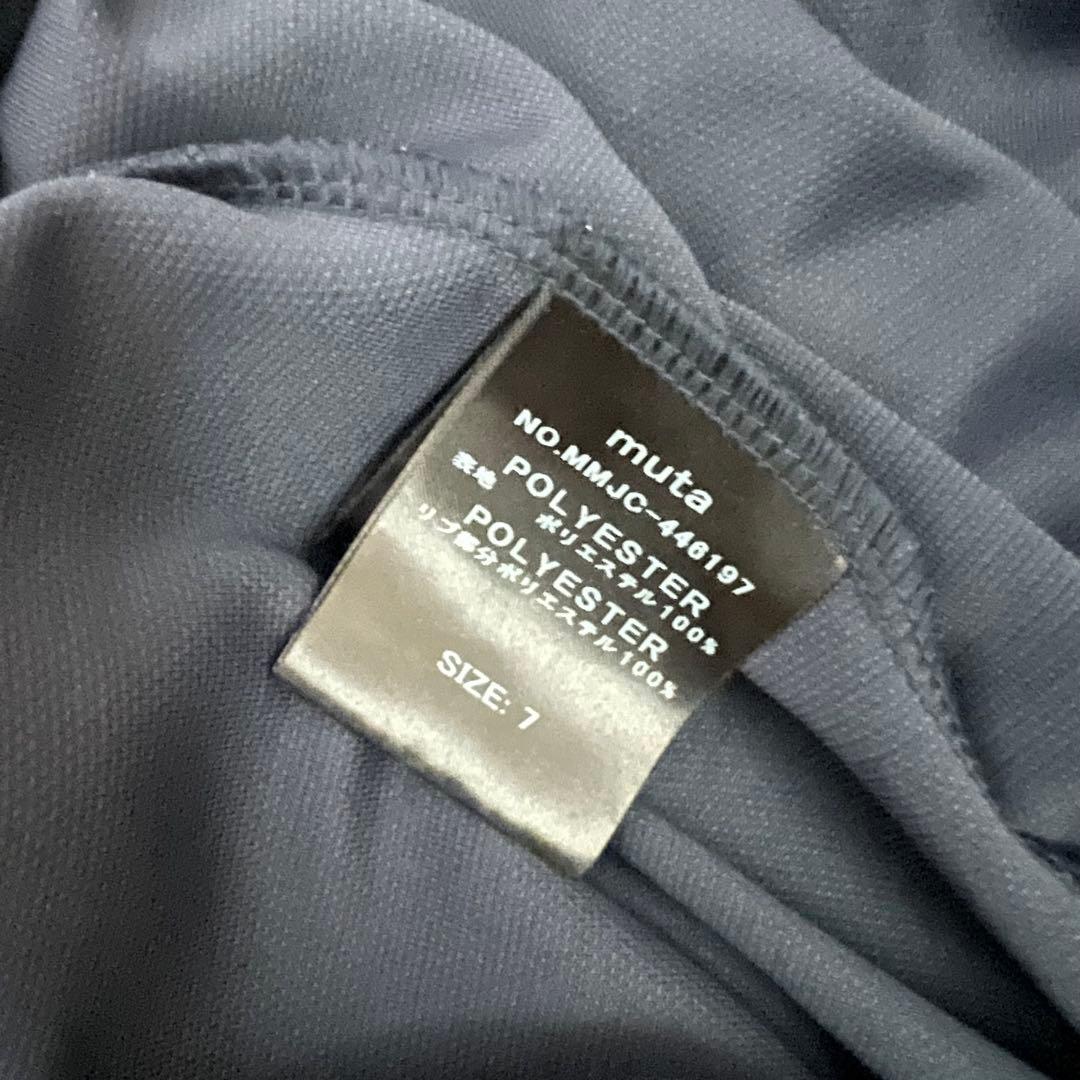 muta
NO.MMJC-446197
表地 POLYESTER
ポリエステル100%
POLYESTER
リブ部分ポリエステル100%
SIZE: 7